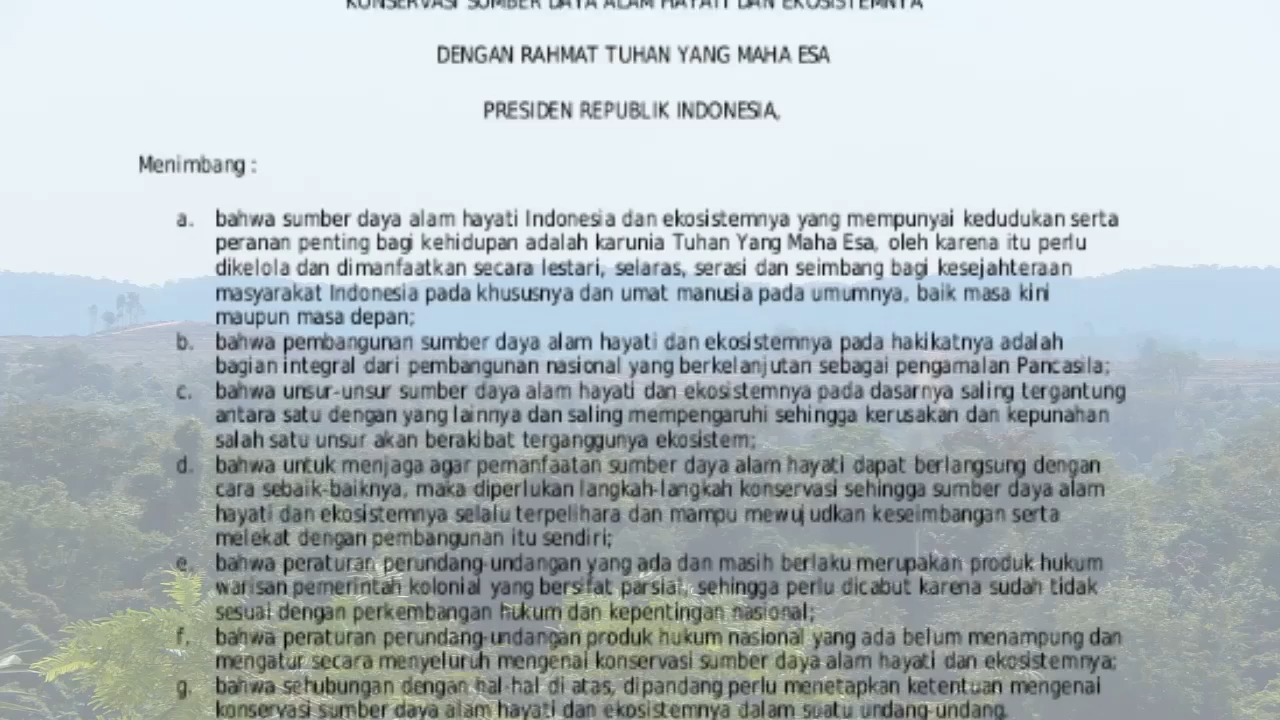 KONSERVASI SUMBER DAYA ALAM HAYATI DAN EKOSISTEMNYA
DENGAN RAHMAT TUHAN YANG MAHA ESA
PRESIDEN REPUBLIK INDONESIA,
Menimbang :
a. bahwa sumber daya alam hayati Indonesia dan ekosistemnya yang mempunyai kedudukan serta
peranan penting bagi kehidupan adalah karunia Tuhan Yang Maha Esa, oleh karena itu perlu
dikelola dan dimanfaatkan secara lestari, selaras, serasi dan seimbang bagi kesejahteraan
masyarakat Indonesia pada khususnya dan umat manusia pada umumnya, baik masa kini
maupun masa depan;
b. bahwa pembangunan sumber daya alam hayati dan ekosistemnya pada hakikatnya adalah
bagian integral dari pembangunan nasional yang berkelanjutan sebagai pengamalan Pancasila;
c. bahwa unsur-unsur sumber daya alam hayati dan ekosistemnya pada dasarnya saling tergantung
antara satu dengan yang lainnya dan saling mempengaruhi sehingga kerusakan dan kepunahan
salah satu unsur akan berakibat terganggunya ekosistem;
d. bahwa untuk menjaga agar pemanfaatan sumber daya alam hayati dapat berlangsung dengan
cara sebaik-baiknya, maka diperlukan langkah-langkah konservasi sehingga sumber daya alam
hayati dan ekosistemnya selalu terpelihara dan mampu mewujudkan keseimbangan serta
melekat dengan pembangunan itu sendiri;
e. bahwa peraturan perundang-undangan yang ada dan masih berlaku merupakan produk hukum
warisan pemerintah kolonial yang bersifat parsial, sehingga perlu dicabut karena sudah tidak
sesuai dengan perkembangan hukum dan kepentingan nasional;
f. bahwa peraturan perundang-undangan produk hukum nasional yang ada belum menampung dan
mengatur secara menyeluruh mengenai konservasi sumber daya alam hayati dan ekosistemnya;
g. bahwa sehubungan dengan hal-hal di atas, dipandang perlu menetapkan ketentuan mengenai
konservasi sumber daya alam hayati dan ekosistemnya dalam suatu undang-undang.